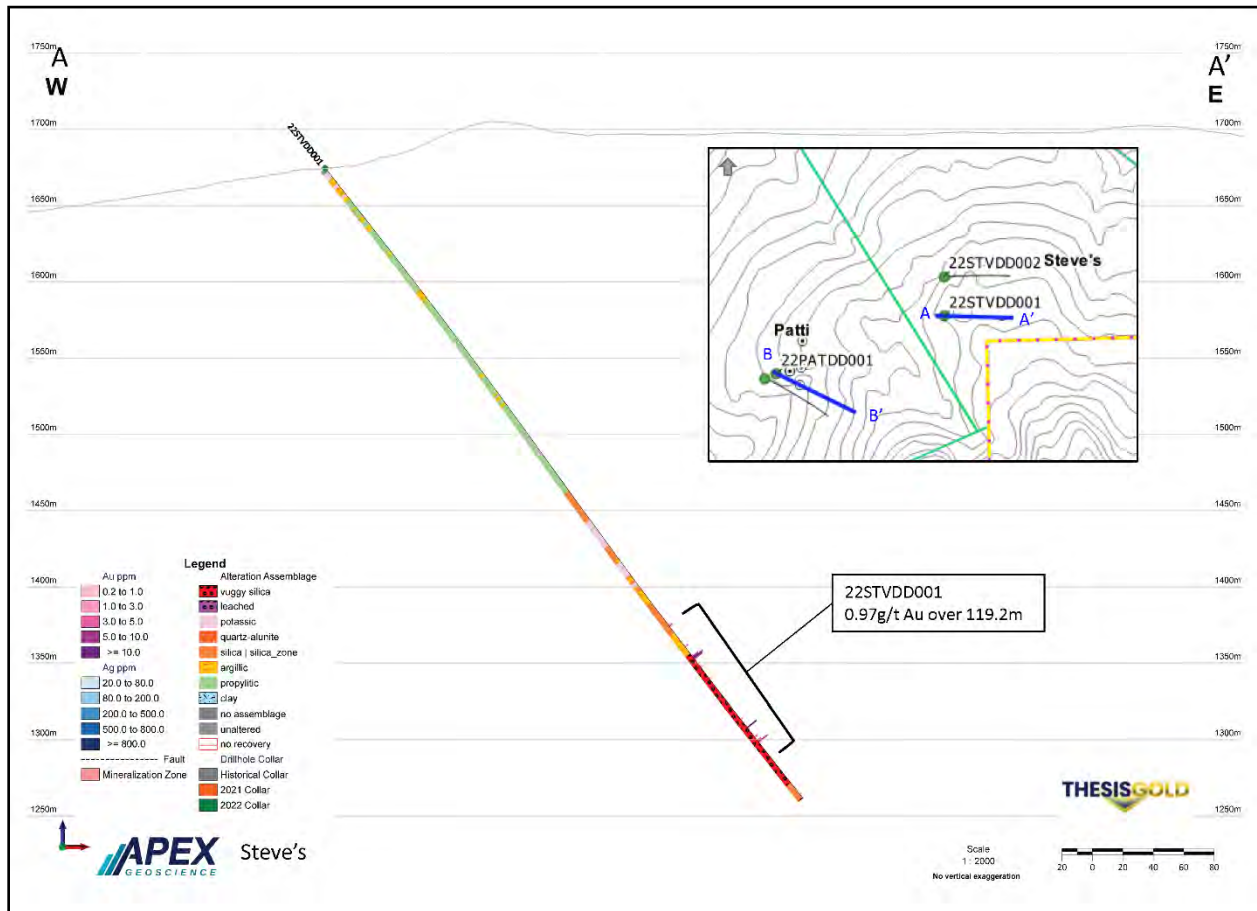 1750m
1750m
A
W
A'
E
1700m
1700m
22STVDD001
1650m
1650m
1600m
1600m
1550m
1550m
1500m
1500m
1450m
1450m
1400m
1400m
1350m
1350m
1300m
1300m
1250m
1250m
22STVDD002 Steve's
22STVDD001
A
A'
Patti
B
22PATDD001
B'
22STVDD001
0.97g/t Au over 119.2m
Legend
Au ppm
0.2 to 1.0
1.0 to 3.0
3.0 to 5.0
5.0 to 10.0
>= 10.0
Ag ppm
20.0 to 80.0
80.0 to 200.0
200.0 to 500.0
500.0 to 800.0
>= 800.0
Fault
Mineralization Zone
Alteration Assemblage
vuggy silica
leached
potassic
quartz-alunite
silica | silica_zone
argillic
propylitic
clay
no assemblage
unaltered
no recovery
Drillhole Collar
Historical Collar
2021 Collar
2022 Collar
APEX
GEOSCIENCE
Steve's
THESISGOLD
Scale
1 : 2000
No vertical exaggeration
20 0 20 40 60 80